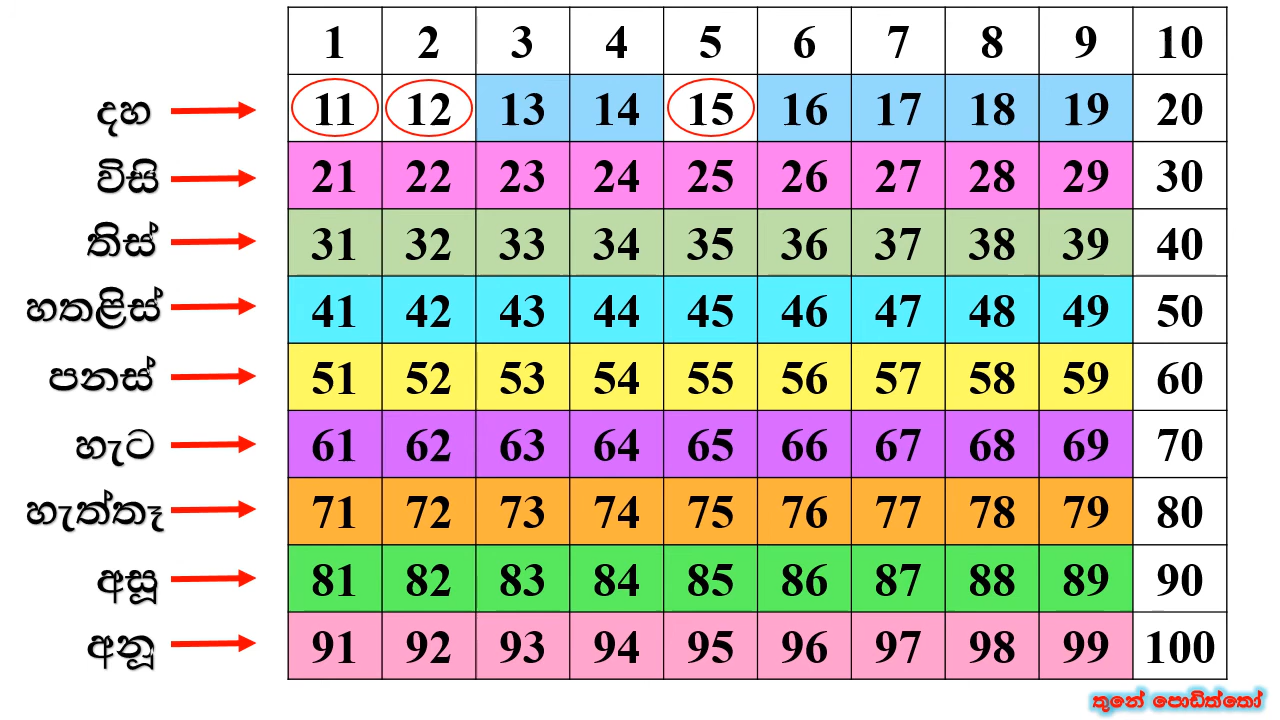 1 2 3 4 5 6 7 8 9 10
දහ 11 12 13 14 15 16 17 18 19 20
විසි 21 22 23 24 25 26 27 28 29 30
තිස් 31 32 33 34 35 36 37 38 39 40
හතළිස් 41 42 43 44 45 46 47 48 49 50
පනස් 51 52 53 54 55 56 57 58 59 60
හැට 61 62 63 64 65 66 67 68 69 70
හැත්තෑ 71 72 73 74 75 76 77 78 79 80
අසූ 81 82 83 84 85 86 87 88 89 90
අනූ 91 92 93 94 95 96 97 98 99 100
තුනේ පොඩිත්තෝ